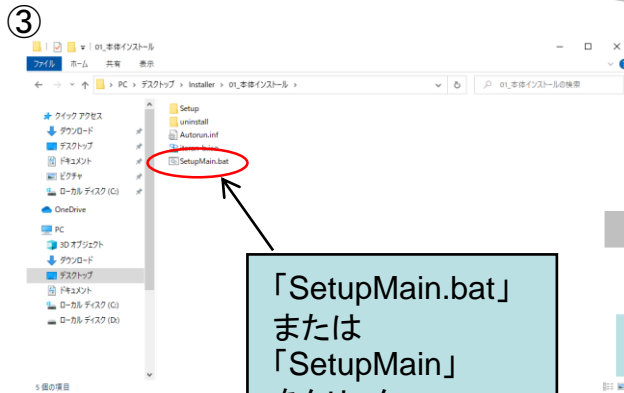 ③
01_本体インストール
ファイル ホーム 共有 表示
PC > デスクトップ > Installer > 01_本体インストール >
01_本体インストールの検索
クイック アクセス
ダウンロード
デスクトップ
ドキュメント
ピクチャ
ローカル ディスク (C:)
OneDrive
PC
3D オブジェクト
ダウンロード
デスクトップ
ドキュメント
ローカル ディスク (C:)
ローカル ディスク (D:)
Setup
uninstall
Autorun.inf
SetupMain.bat
「SetupMain.bat」
または
「SetupMain」
5 個の項目